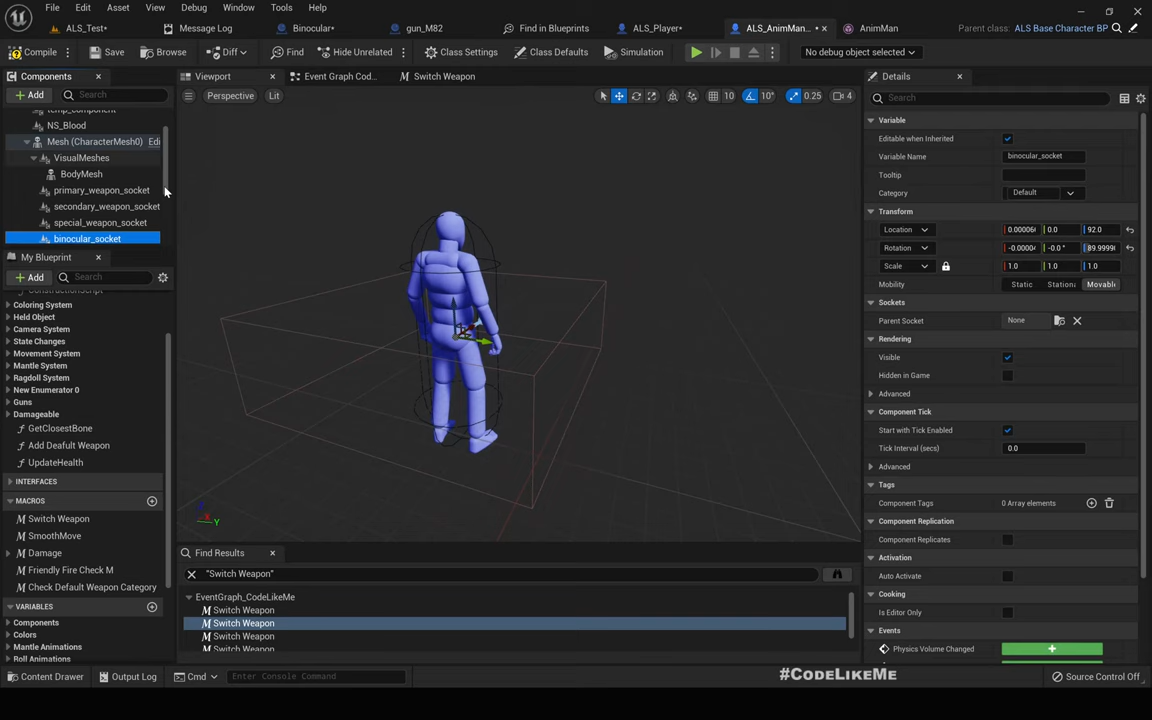 File Edit Asset View Debug Window Tools Help
ALS_Test• Message Log Binocular• gun_M82 Find in Blueprints ALS_Player• ALS_AnimMan...• AnimMan Parent class: ALS Base Character BP
Compile Save Browse Diff Find Hide Unrelated Class Settings Class Defaults Simulation No debug object selected
Components Viewport Event Graph Cod... Switch Weapon Details
Add Search Perspective Lit 10 10° 0.25 4 Search
NS_Blood
Mesh (CharacterMesh0) Edi
VisualMeshes
BodyMesh
primary_weapon_socket
secondary_weapon_socket
special_weapon_socket
binocular_socket
My Blueprint
Add Search
Coloring System
Held Object
Camera System
State Changes
Movement System
Mantle System
Ragdoll System
New Enumerator 0
Guns
Damageable
GetClosestBone
Add Deafult Weapon
UpdateHealth
INTERFACES
MACROS
Switch Weapon
SmoothMove
Damage
Friendly Fire Check M
Check Default Weapon Category
VARIABLES
Components
Colors
Mantle Animations
Roll Animations
Z X Y
Find Results
"Switch Weapon"
EventGraph_CodeLikeMe
Switch Weapon
Switch Weapon
Switch Weapon
Switch Weapon
Variable
Editable when Inherited
Variable Name binocular_socket
Tooltip
Category Default
Transform
Location 0.00006 0.0 92.0
Rotation -0.00004 -0.0 ° 89.9999
Scale 1.0 1.0 1.0
Mobility Static Stationa Movable
Sockets
Parent Socket None
Rendering
Visible
Hidden in Game
Advanced
Component Tick
Start with Tick Enabled
Tick Interval (secs) 0.0
Advanced
Tags
Component Tags 0 Array elements
Component Replication
Component Replicates
Activation
Auto Activate
Cooking
Is Editor Only
Events
Physics Volume Changed
#CodeLikeMe
Content Drawer Output Log Cmd Enter Console Command Source Control Off